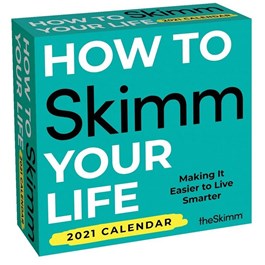 HOW TO
Skimm
YOUR
LIFE
Making It
Easier to Live
Smarter
2021 CALENDAR
theSkimm
HOW TO
Skimm
YOUR LIFE
2021 CALENDAR
2021 CALENDAR